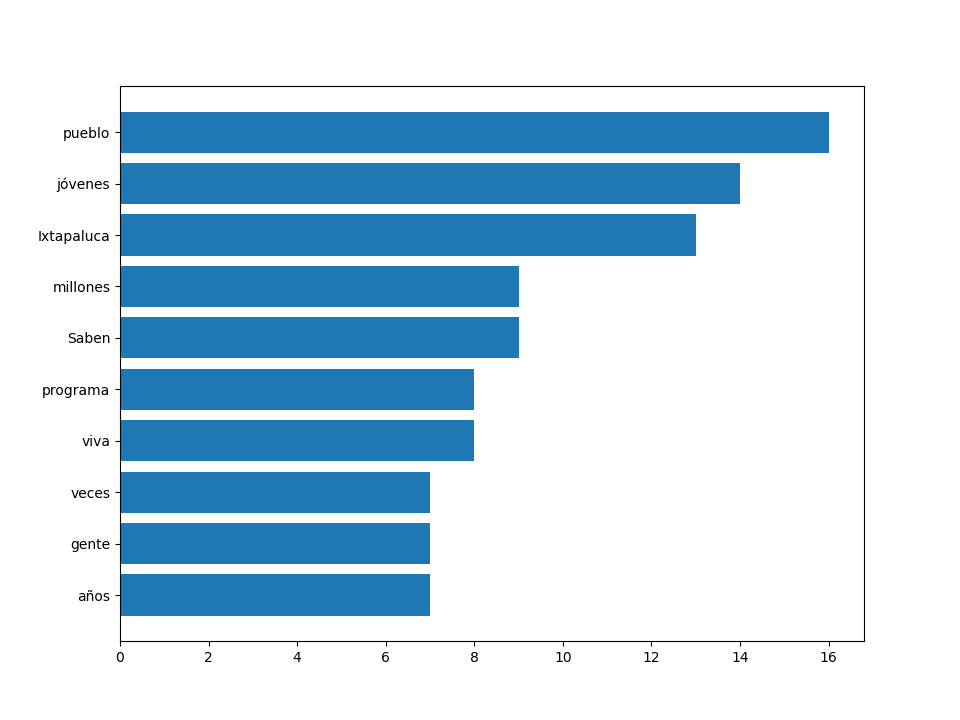 pueblo
jóvenes
Ixtapaluca
millones
Saben
programa
viva
veces
gente
años
0 2 4 6 8 10 12 14 16